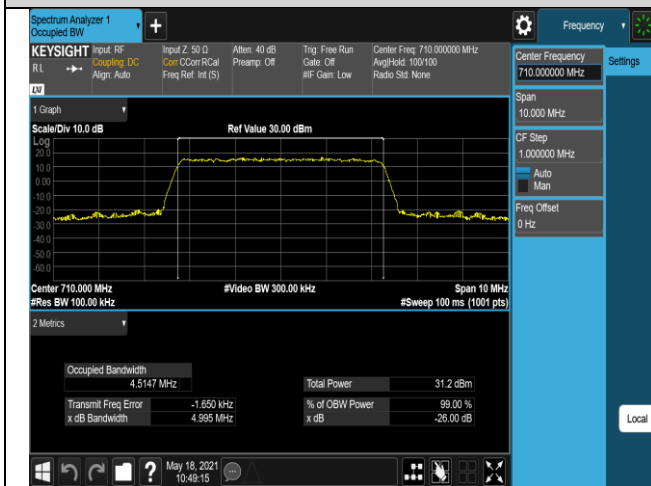 Spectrum Analyzer 1
Occupied BW
Frequency
KEYSIGHT
RL
LXI
Input: RF
Coupling: DC
Align: Auto
Input Z: 50 Ω
Corr CCorr RCal
Freq Ref: Int (S)
Atten: 40 dB
Preamp: Off
Trig: Free Run
Gate: Off
#IF Gain: Low
Center Freq: 710.000000 MHz
Avg|Hold: 100/100
Radio Std: None
Center Frequency
710.000000 MHz
Settings
Span
10.000 MHz
CF Step
1.000000 MHz
Auto
Man
Freq Offset
0 Hz
1 Graph
Scale/Div 10.0 dB
Ref Value 30.00 dBm
Log
20.0
10.0
0.00
-10.0
-20.0
-30.0
-40.0
-50.0
-60.0
Center 710.000 MHz
#Video BW 300.00 kHz
Span 10 MHz
#Res BW 100.00 kHz
#Sweep 100 ms (1001 pts)
2 Metrics
Occupied Bandwidth
4.5147 MHz
Total Power 31.2 dBm
Transmit Freq Error -1.650 kHz
% of OBW Power 99.00 %
x dB Bandwidth 4.995 MHz
x dB -26.00 dB
Local
?
May 18, 2021
10:49:15